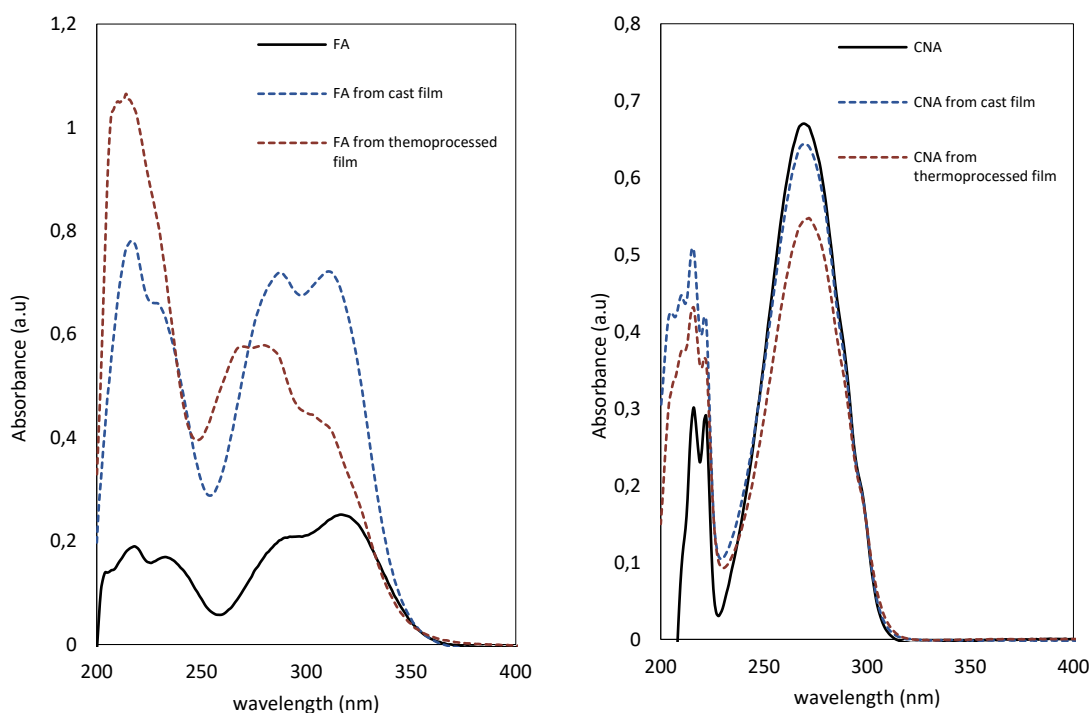 1,2
1
0,8
0,6
0,4
0,2
0
200 250 300 350 400
Absorbance (a.u)
wavelength (nm)
FA
FA from cast film
FA from themoprocessed
film
0,8
0,7
0,6
0,5
0,4
0,3
0,2
0,1
0
200 250 300 350 400
Absorbance (a.u)
wavelength (nm)
CNA
CNA from cast film
CNA from
thermoprocessed film